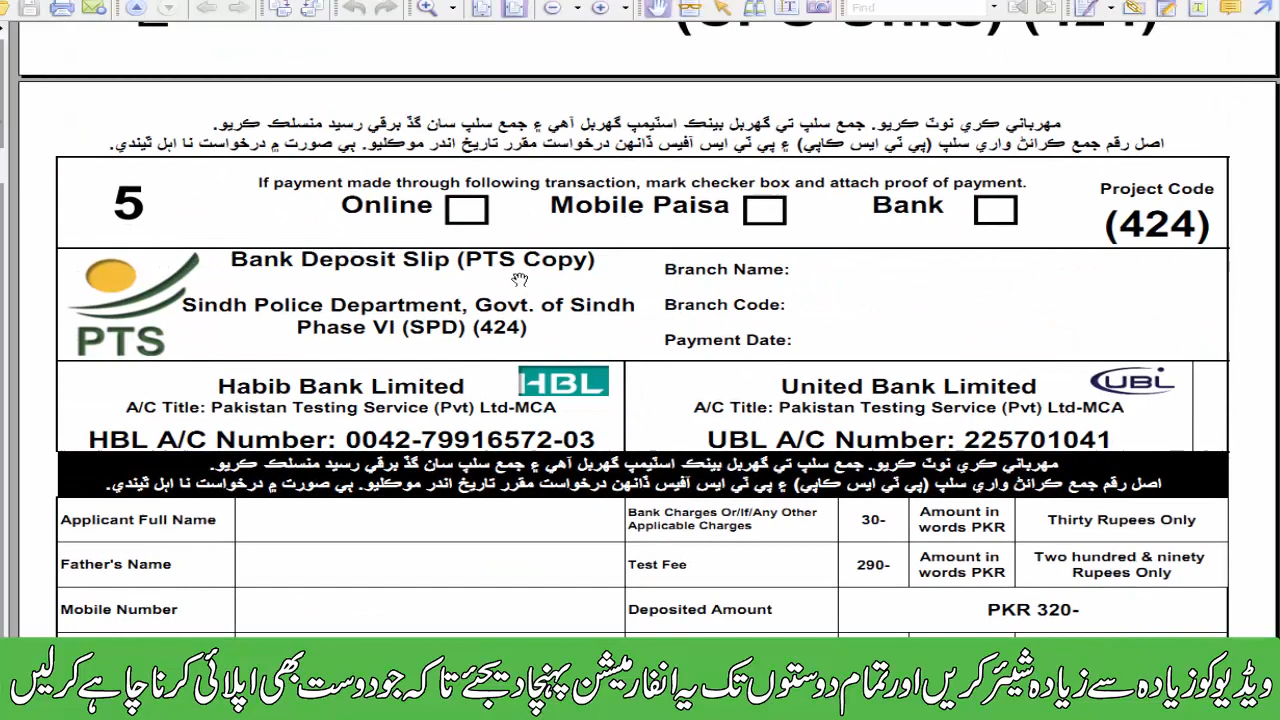 Find
(424)
مهرباني ڪري نوٽ ڪريو. جمع سلپ تي گهربل بينڪ اسٽيمپ گهربل آهي ۽ جمع سلپ سان گڏ برقي رسيد منسلڪ ڪريو.
اصل رقم جمع ڪرائڻ واري سلپ (پي ٽي ايس ڪاپي) ۽ پي ٽي ايس آفيس ڏانهن درخواست مقرر تاريخ اندر موڪليو. ٻي صورت ۾ درخواست نا اهل ٿيندي.
5
If payment made through following transaction, mark checker box and attach proof of payment.
Online
Mobile Paisa
Bank
Project Code
(424)
PTS
Bank Deposit Slip (PTS Copy)
Sindh Police Department, Govt. of Sindh
Phase VI (SPD) (424)
Branch Name:
Branch Code:
Payment Date:
Habib Bank Limited
HBL
A/C Title: Pakistan Testing Service (Pvt) Ltd-MCA
HBL A/C Number: 0042-79916572-03
United Bank Limited
UBL
A/C Title: Pakistan Testing Service (Pvt) Ltd-MCA
UBL A/C Number: 225701041
مهرباني ڪري نوٽ ڪريو. جمع سلپ تي گهربل بينڪ اسٽيمپ گهربل آهي ۽ جمع سلپ سان گڏ برقي رسيد منسلڪ ڪريو.
اصل رقم جمع ڪرائڻ واري سلپ (پي ٽي ايس ڪاپي) ۽ پي ٽي ايس آفيس ڏانهن درخواست مقرر تاريخ اندر موڪليو. ٻي صورت ۾ درخواست نا اهل ٿيندي.
Applicant Full Name
Bank Charges Or/If/Any Other
Applicable Charges
30-
Amount in
words PKR
Thirty Rupees Only
Father's Name
Test Fee
290-
Amount in
words PKR
Two hundred & ninety
Rupees Only
Mobile Number
Deposited Amount
PKR 320-
ویڈیو کو زیادہ سے زیادہ شیئر کریں اور تمام دوستوں تک یہ انفارمیشن پہنچا دیجئے تاکہ جو دوست بھی اپلائی کرنا چاہے کر لیں